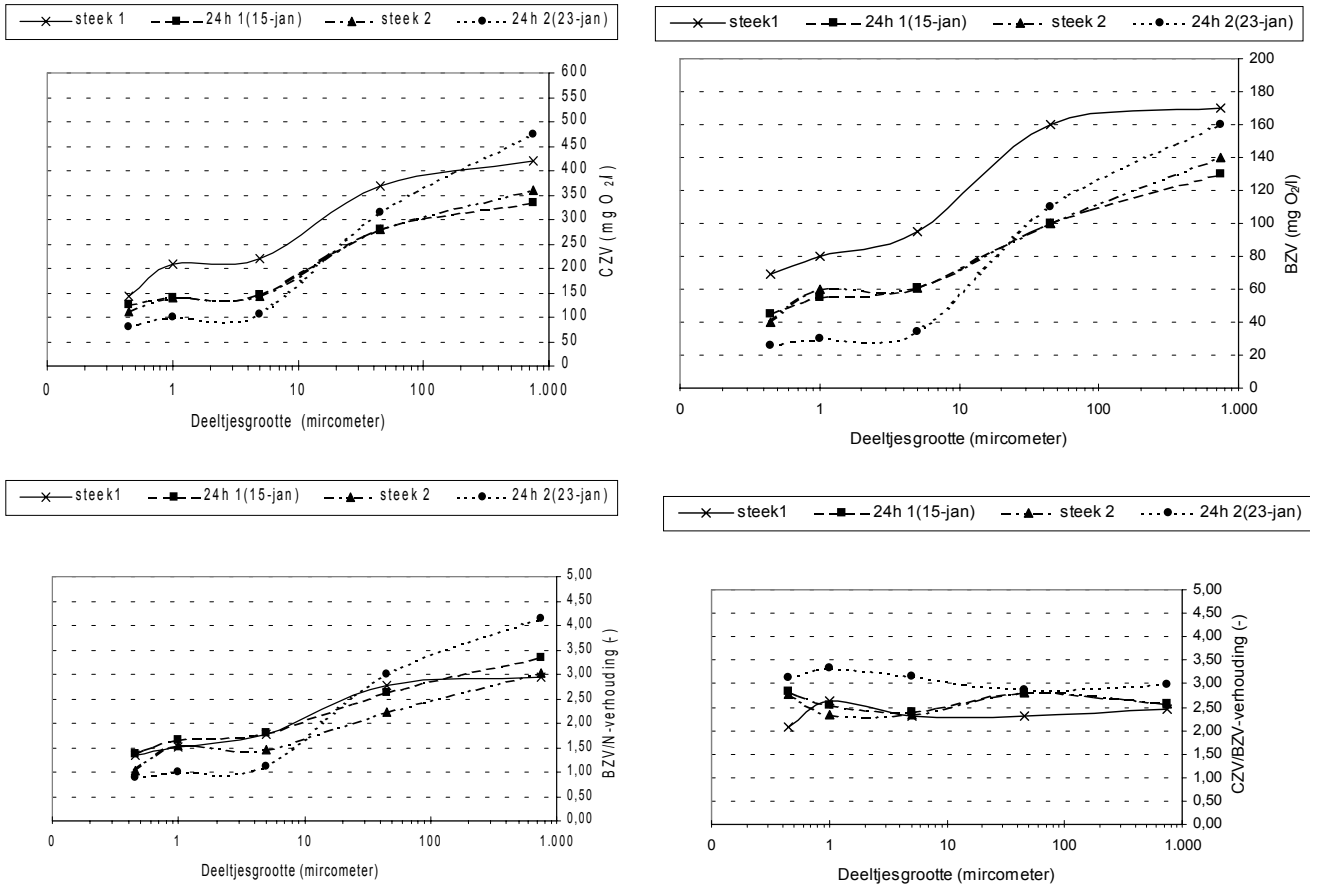 steek1 24h 1(15-jan) steek 2 24h 2(23-jan)
600
550
500
450
400
350
300
250
200
150
100
50
0
CZV (mg O2/l)
0 1 10 100 1.000
Deeltjesgrootte (mircometer)
steek1 24h 1(15-jan) steek 2 24h 2(23-jan)
200
180
160
140
120
100
80
60
40
20
0
BZV (mg O2/l)
0 1 10 100 1.000
Deeltjesgrootte (mircometer)
steek1 24h 1(15-jan) steek 2 24h 2(23-jan)
5,00
4,50
4,00
3,50
3,00
2,50
2,00
1,50
1,00
0,50
0,00
BZV/N-verhouding (-)
0 1 10 100 1.000
Deeltjesgrootte (mircometer)
steek1 24h 1(15-jan) steek 2 24h 2(23-jan)
5,00
4,50
4,00
3,50
3,00
2,50
2,00
1,50
1,00
0,50
0,00
CZV/BZV-verhouding (-)
0 1 10 100 1.000
Deeltjesgrootte (mircometer)